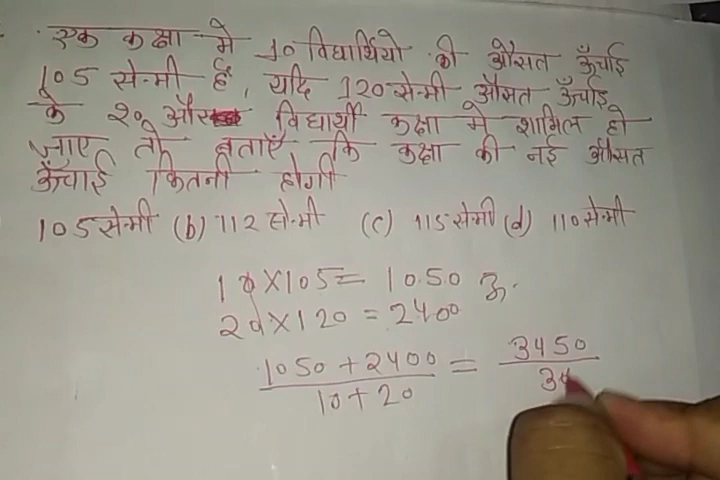 एक कक्षा मे 10 विद्यार्थियो की औसत ऊँचाई
105 सेन्मी है, यदि 120 सेन्मी औसत ऊँचाई
के 20 और विद्यार्थी कक्षा मे शामिल हो
जाए तो बताएँ कि कक्षा की नई औसत
ऊँचाई कितनी होगी
105 सेन्मी (b) 112 सेन्मी (c) 115 सेन्मी (d) 110 सेन्मी
10×105 = 1050
20×120 = 2400
1050 + 2400 = 3450
10 + 20 30